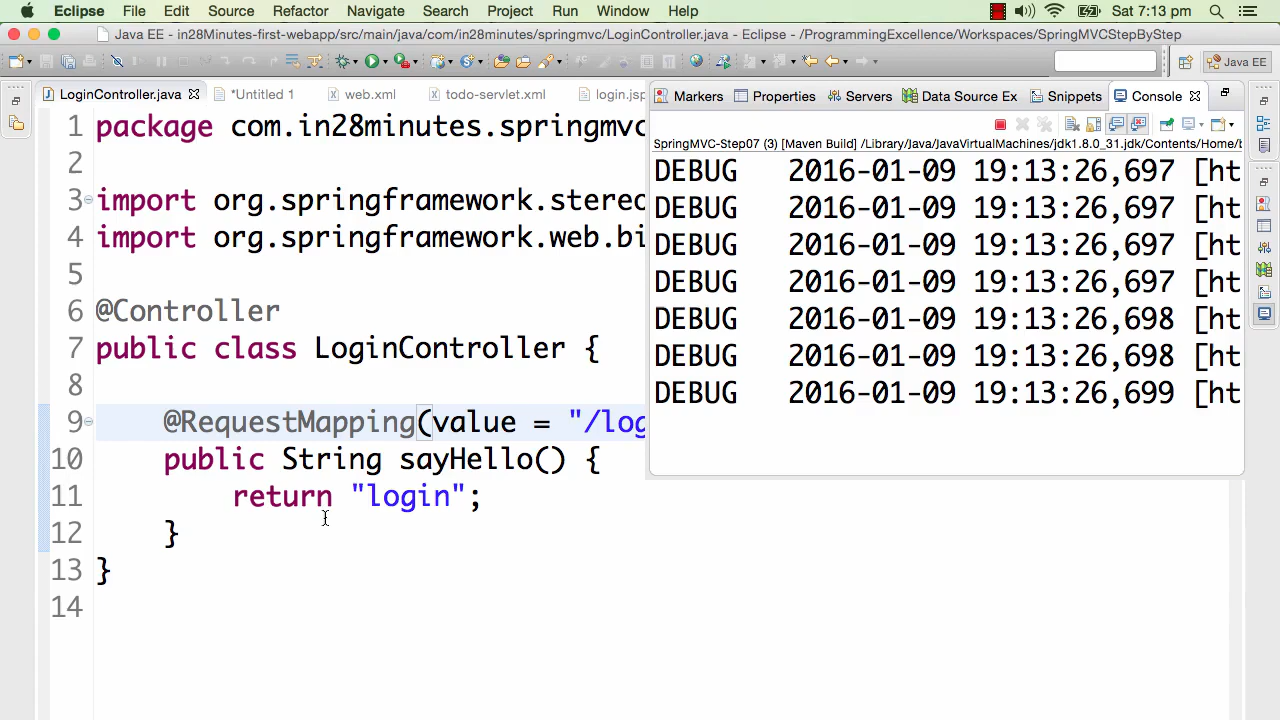 Eclipse File Edit Source Refactor Navigate Search Project Run Window Help Sat 7:13 pm
Java EE - in28Minutes-first-webapp/src/main/java/com/in28minutes/springmvc/LoginController.java - Eclipse - /ProgrammingExcellence/Workspaces/SpringMVCStepByStep
Java EE
LoginController.java *Untitled 1 web.xml todo-servlet.xml login.jsp
Markers Properties Servers Data Source Ex Snippets Console
SpringMVC-Step07 (3) [Maven Build] /Library/Java/JavaVirtualMachines/jdk1.8.0_31.jdk/Contents/Home/
DEBUG 2016-01-09 19:13:26,697 [ht
DEBUG 2016-01-09 19:13:26,697 [ht
DEBUG 2016-01-09 19:13:26,697 [ht
DEBUG 2016-01-09 19:13:26,697 [ht
DEBUG 2016-01-09 19:13:26,698 [ht
DEBUG 2016-01-09 19:13:26,698 [ht
DEBUG 2016-01-09 19:13:26,699 [ht
1 package com.in28minutes.springmvc
2
3 import org.springframework.stereo
4 import org.springframework.web.bi
5
6 @Controller
7 public class LoginController {
8
9 @RequestMapping(value = "/log
10 public String sayHello() {
11 return "login";
12 }
13 }
14